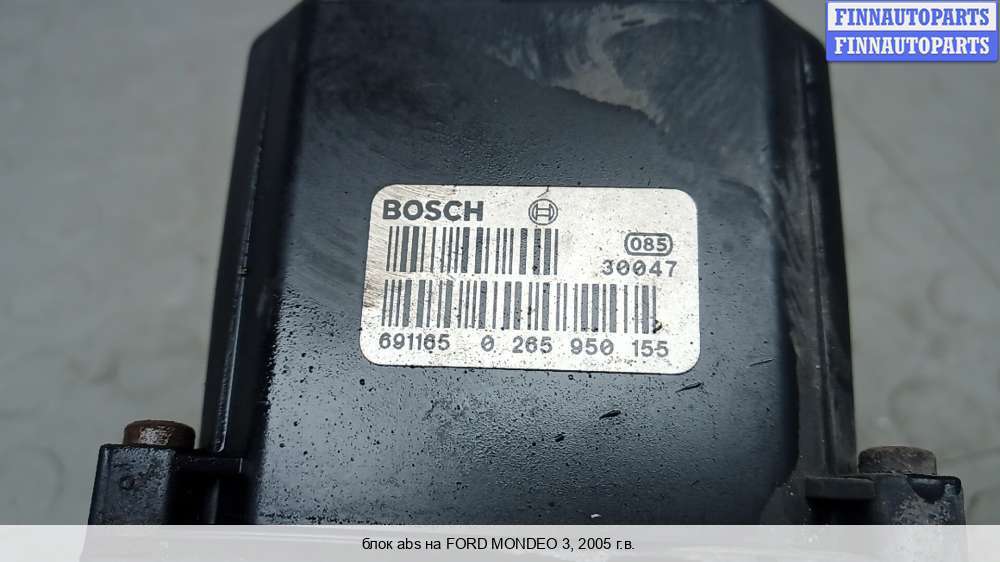 FINNAUTOPARTS
FINNAUTOPARTS
BOSCH
085
30047
691165 0 265 950 155
блок abs на FORD MONDEO 3, 2005 г.в.